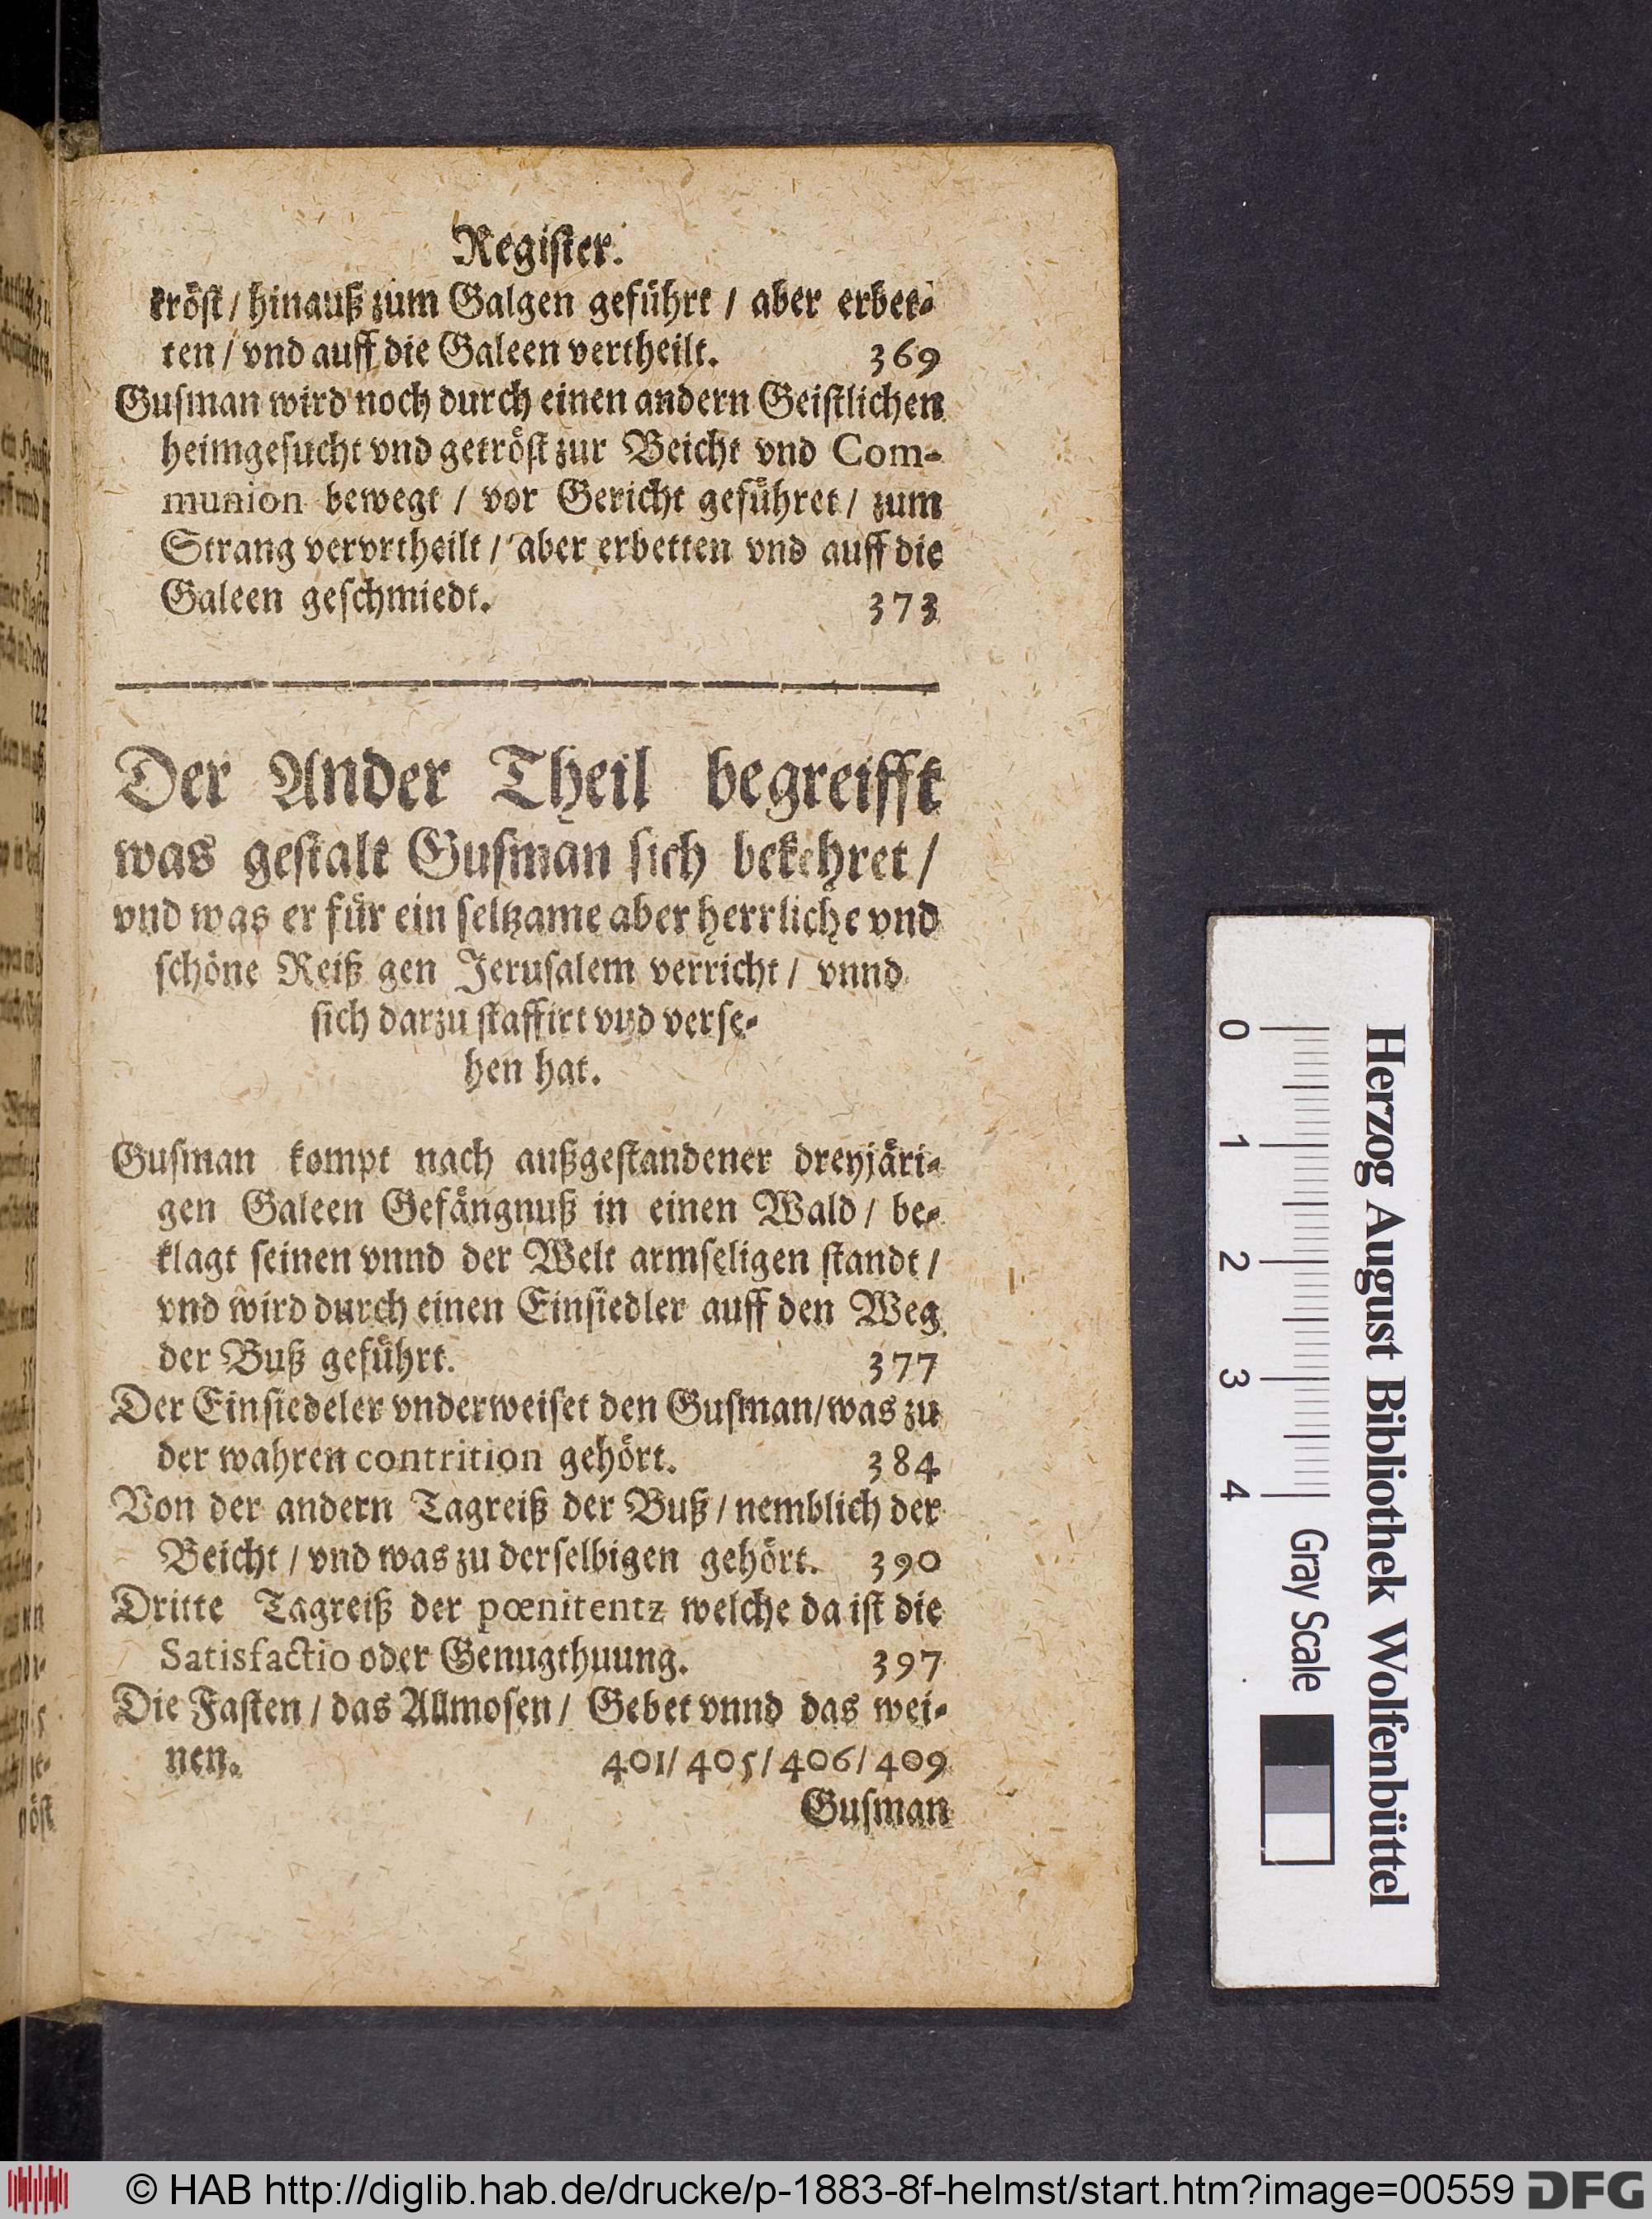 Regiſter.
tröſt / hinauß zum Galgen geführt / aber erbet-
ten / vnd auff die Galeen vertheilt. 369
Guſman wird noch durch einen andern Geiſtlichen
heimgeſucht vnd getröſt zur Beicht vnd Com-
munion bewegt / vor Gericht geführet / zum
Strang vervrtheilt / aber erbetten vnd auff die
Galeen geſchmiedt. 373
Der Ander Theil begreifft
was geſtalt Guſman ſich bekehret /
vnd was er für ein ſeltzame aber herrliche vnd
ſchöne Reiß gen Jeruſalem verricht / vnnd
ſich darzu ſtaffirt vnd verſe-
hen hat.
Guſman kompt nach außgeſtandener dreyjäri-
gen Galeen Gefängnuß in einen Wald / be-
klagt ſeinen vnnd der Welt armſeligen ſtandt /
vnd wird durch einen Einſiedler auff den Weg
der Buß geführt. 377
Der Einſiedeler vnderweiſet den Guſman / was zu
der wahren contrition gehört. 384
Von der andern Tagreiß der Buß / nemblich der
Beicht / vnd was zu derſelbigen gehört. 390
Dritte Tagreiß der pœnitentz welche da iſt die
Satisfactio oder Genugthuung. 397
Die Faſten / das Allmoſen / Gebet vnnd das wei-
nen. 401/ 405/ 406/ 409
Guſman
Herzog August Bibliothek Wolfenbüttel
0 1 2 3 4 Gray Scale
© HAB http://diglib.hab.de/drucke/p-1883-8f-helmst/start.htm?image=00559 DFG